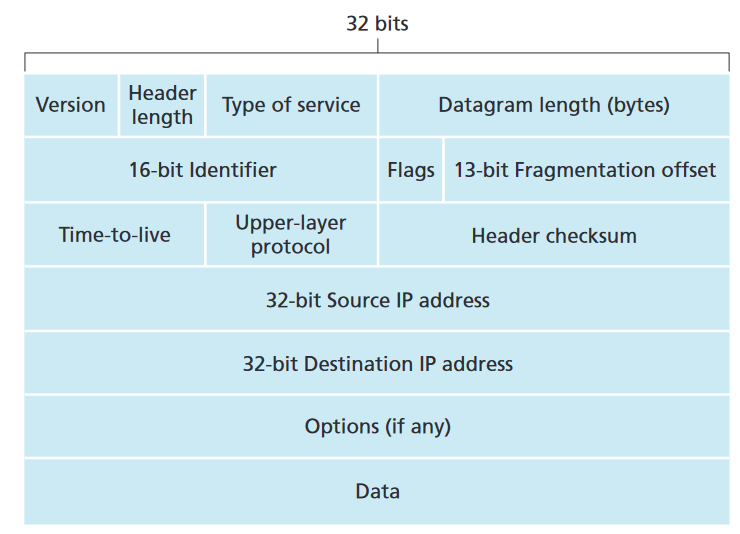 32 bits
Version
Header
length
Type of service
Datagram length (bytes)
16-bit Identifier
Flags
13-bit Fragmentation offset
Time-to-live
Upper-layer
protocol
Header checksum
32-bit Source IP address
32-bit Destination IP address
Options (if any)
Data